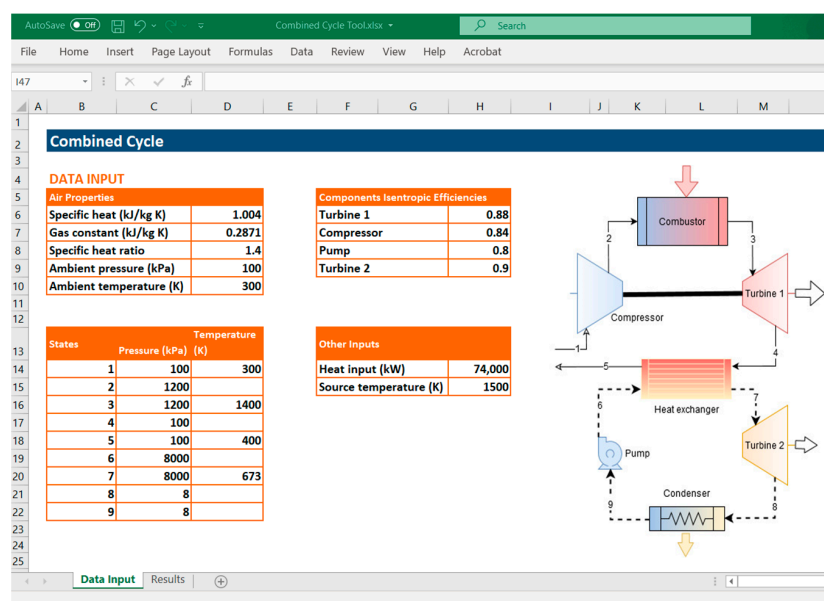 AutoSave Off Combined Cycle Tool.xlsx Search
File Home Insert Page Layout Formulas Data Review View Help Acrobat
I47 fx
A B C D E F G H I J K L M
1
2 Combined Cycle
3
4 DATA INPUT
5 Air Properties Components Isentropic Efficiencies
6 Specific heat (kJ/kg K) 1.004 Turbine 1 0.88
7 Gas constant (kJ/kg K) 0.2871 Compressor 0.84
8 Specific heat ratio 1.4 Pump 0.8
9 Ambient pressure (kPa) 100 Turbine 2 0.9
10 Ambient temperature (K) 300
11
12
13 States Pressure (kPa) Temperature (K) Other Inputs
14 1 100 300 Heat input (kW) 74,000
15 2 1200 Source temperature (K) 1500
16 3 1200 1400
17 4 100
18 5 100 400
19 6 8000
20 7 8000 673
21 8 8
22 9 8
23
24
25
Combustor
2 3
Turbine 1
Compressor
1 4
5
Heat exchanger
6 7
Turbine 2
Pump
Condenser
9 8
Data Input Results